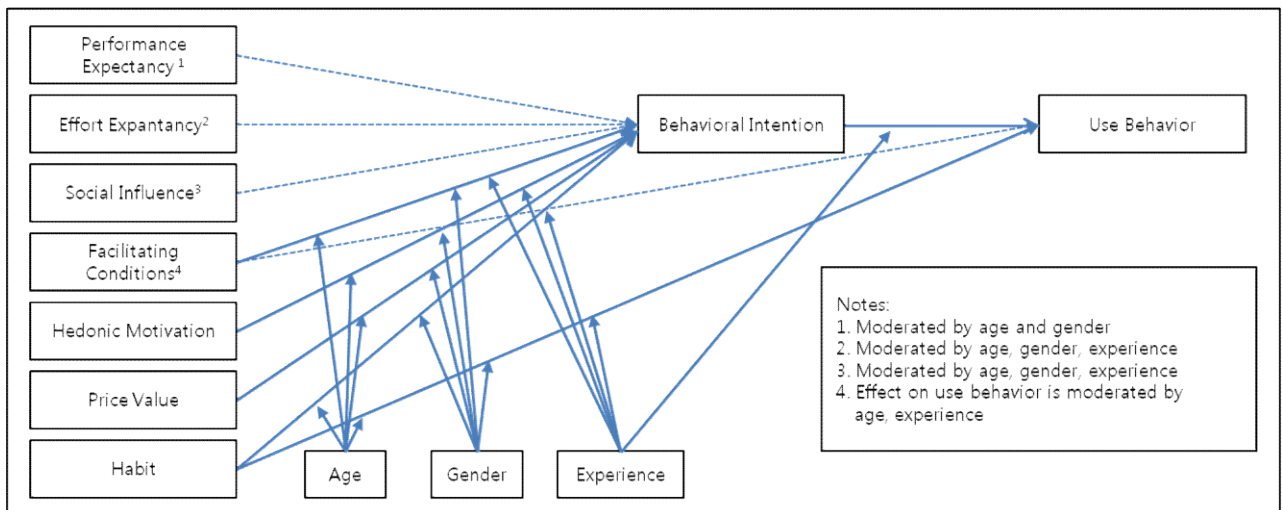 Performance
Expectancy 1
Effort Expantancy2
Social Influence3
Facilitating
Conditions4
Hedonic Motivation
Price Value
Habit
Behavioral Intention
Use Behavior
Age
Gender
Experience
Notes:
1. Moderated by age and gender
2. Moderated by age, gender, experience
3. Moderated by age, gender, experience
4. Effect on use behavior is moderated by
age, experience